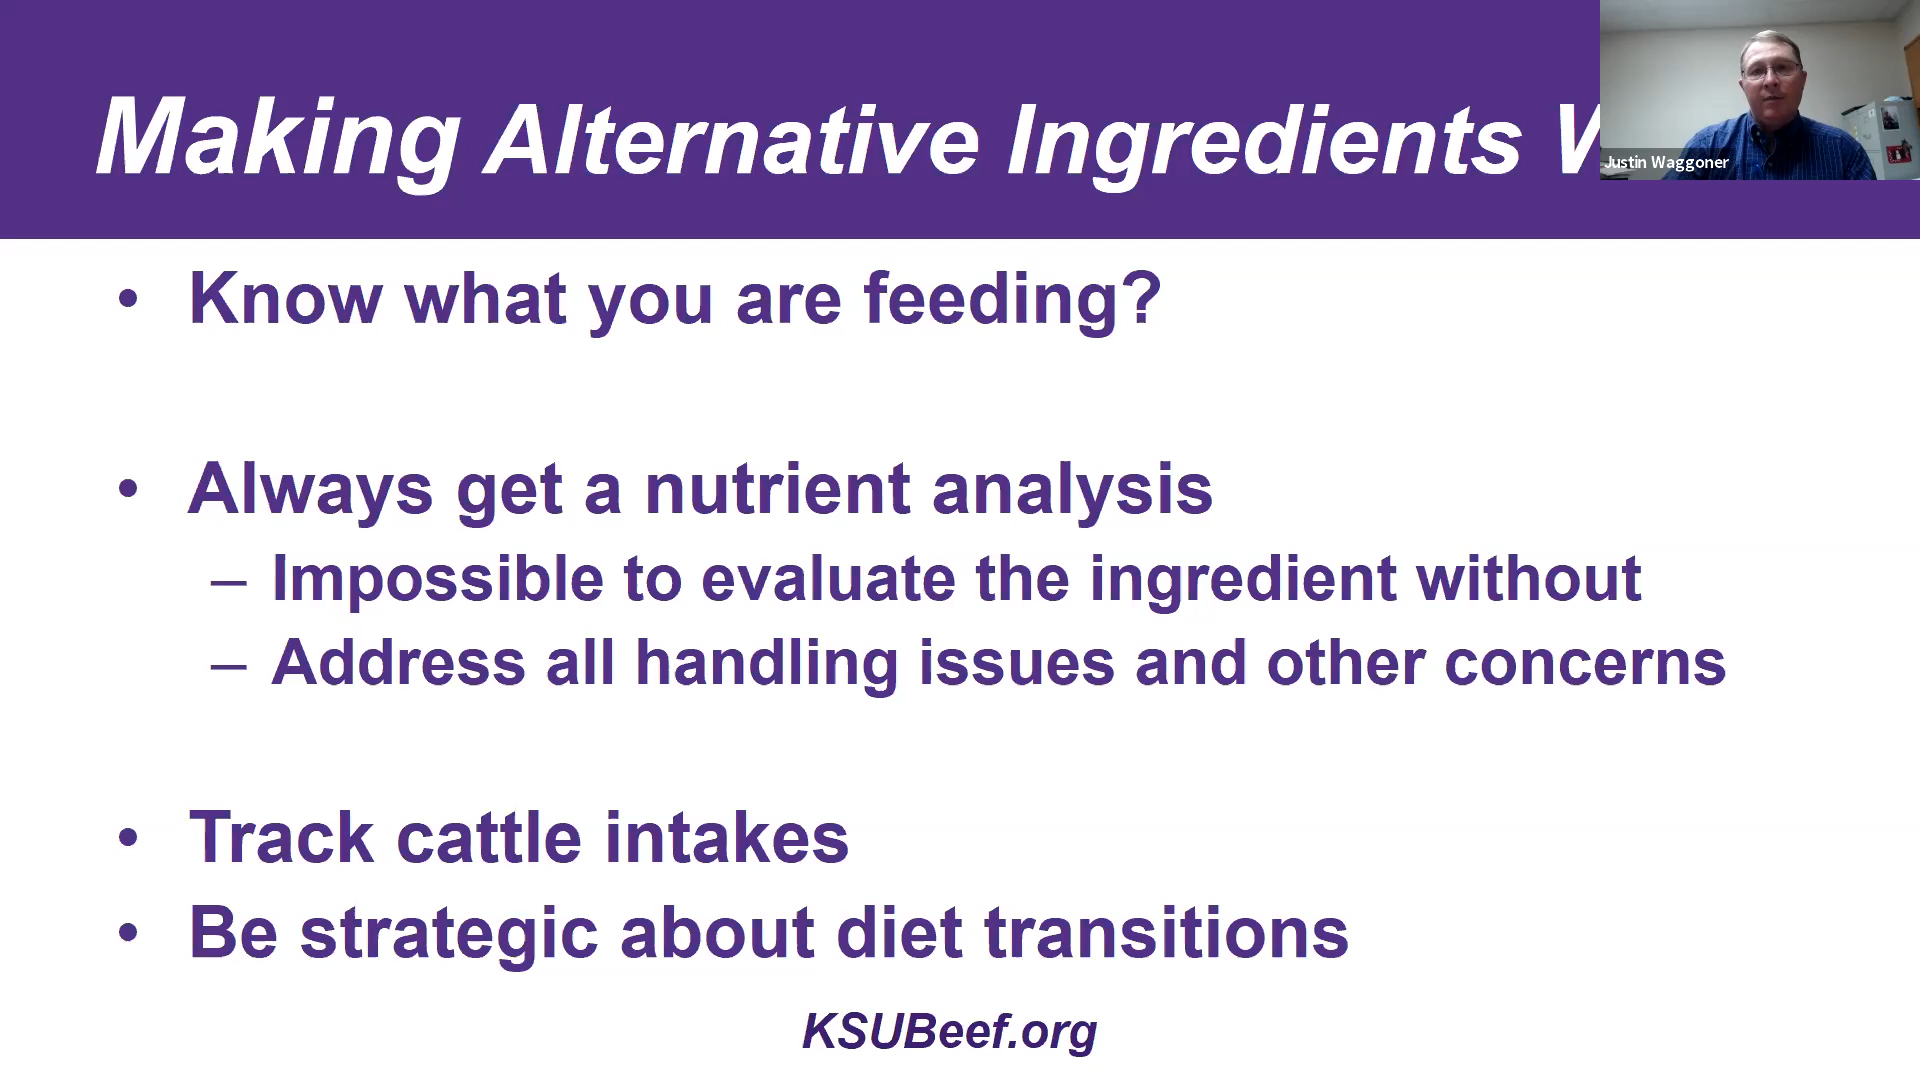 Making Alternative Ingredients
Justin Waggoner
• Know what you are feeding?
• Always get a nutrient analysis
– Impossible to evaluate the ingredient without
– Address all handling issues and other concerns
• Track cattle intakes
• Be strategic about diet transitions
KSUBeef.org